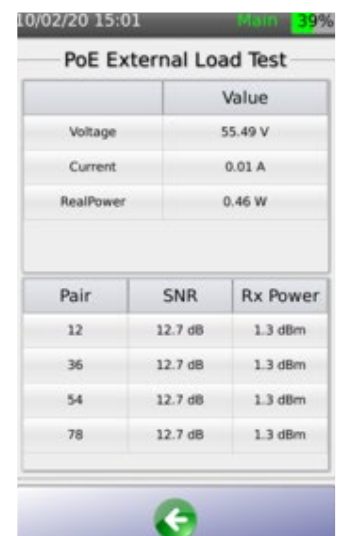 10/02/20 15:01 Main 39%
PoE External Load Test
Value
Voltage 55.49 V
Current 0.01 A
RealPower 0.46 W
Pair SNR Rx Power
12 12.7 dB 1.3 dBm
36 12.7 dB 1.3 dBm
54 12.7 dB 1.3 dBm
78 12.7 dB 1.3 dBm